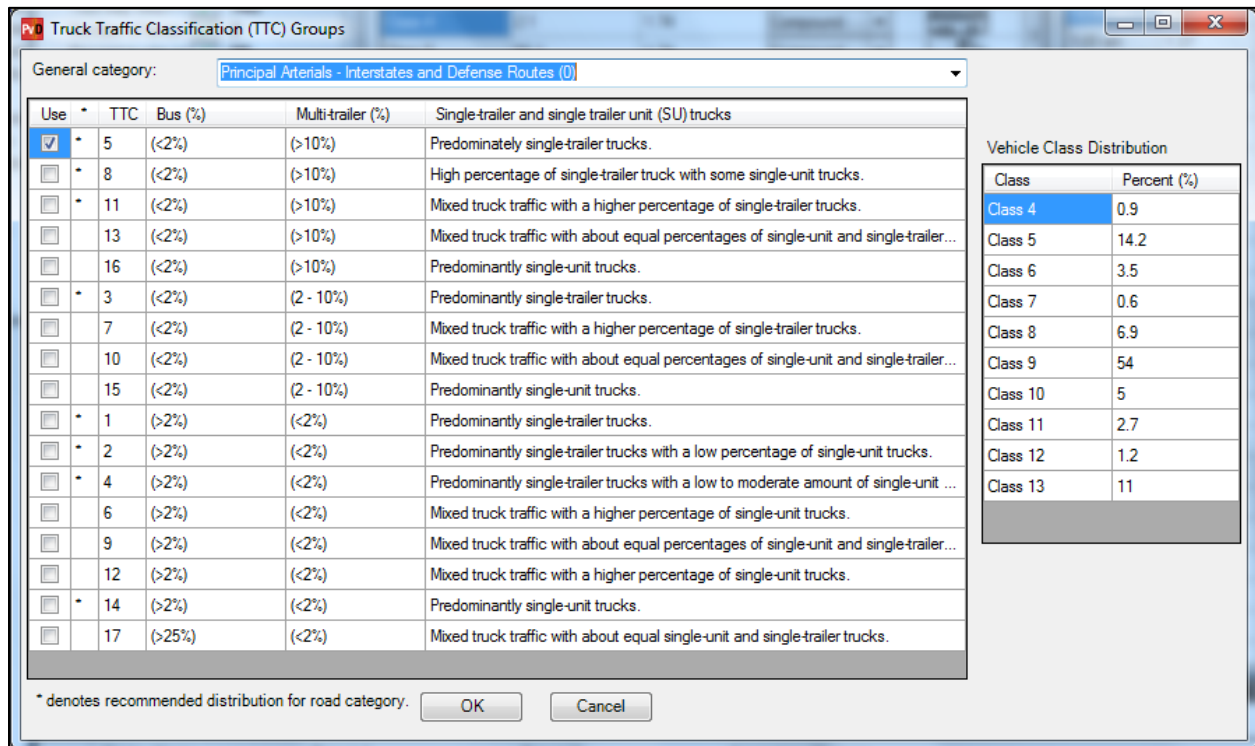 PVD Truck Traffic Classification (TTC) Groups
General category: Principal Arterials - Interstates and Defense Routes (0)
Use * TTC Bus (%) Multi-trailer (%) Single-trailer and single trailer unit (SU) trucks
* 5 (<2%) (>10%) Predominately single-trailer trucks.
* 8 (<2%) (>10%) High percentage of single-trailer truck with some single-unit trucks.
* 11 (<2%) (>10%) Mixed truck traffic with a higher percentage of single-trailer trucks.
13 (<2%) (>10%) Mixed truck traffic with about equal percentages of single-unit and single-trailer...
16 (<2%) (>10%) Predominantly single-unit trucks.
* 3 (<2%) (2 - 10%) Predominantly single-trailer trucks.
7 (<2%) (2 - 10%) Mixed truck traffic with a higher percentage of single-trailer trucks.
10 (<2%) (2 - 10%) Mixed truck traffic with about equal percentages of single-unit and single-trailer...
15 (<2%) (2 - 10%) Predominantly single-unit trucks.
* 1 (>2%) (<2%) Predominantly single-trailer trucks.
* 2 (>2%) (<2%) Predominantly single-trailer trucks with a low percentage of single-unit trucks.
* 4 (>2%) (<2%) Predominantly single-trailer trucks with a low to moderate amount of single-unit ...
6 (>2%) (<2%) Mixed truck traffic with a higher percentage of single-unit trucks.
9 (>2%) (<2%) Mixed truck traffic with about equal percentages of single-unit and single-trailer...
12 (>2%) (<2%) Mixed truck traffic with a higher percentage of single-unit trucks.
* 14 (>2%) (<2%) Predominantly single-unit trucks.
17 (>25%) (<2%) Mixed truck traffic with about equal single-unit and single-trailer trucks.
* denotes recommended distribution for road category. OK Cancel
Vehicle Class Distribution
Class Percent (%)
Class 4 0.9
Class 5 14.2
Class 6 3.5
Class 7 0.6
Class 8 6.9
Class 9 54
Class 10 5
Class 11 2.7
Class 12 1.2
Class 13 11